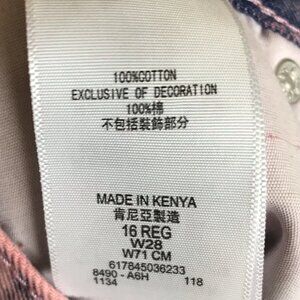 100%COTTON
EXCLUSIVE OF DECORATION
100%棉
不包括裝飾部分
MADE IN KENYA
肯尼亞製造
16 REG
W28
W71 CM
617845036233
8490 - A6H 118
1134